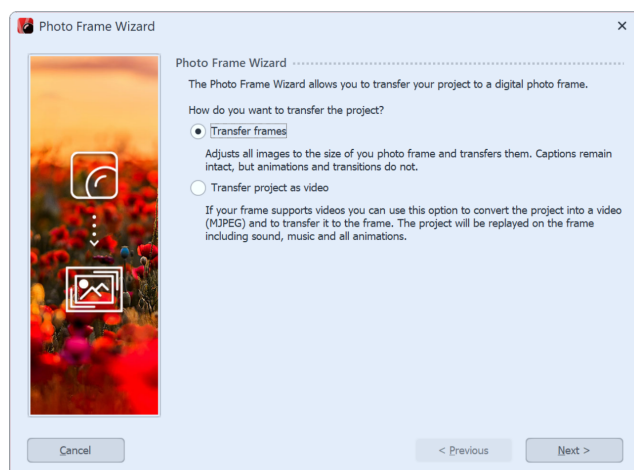 Photo Frame Wizard
Photo Frame Wizard
The Photo Frame Wizard allows you to transfer your project to a digital photo frame.
How do you want to transfer the project?
Transfer frames
Adjusts all images to the size of you photo frame and transfers them. Captions remain
intact, but animations and transitions do not.
Transfer project as video
If your frame supports videos you can use this option to convert the project into a video
(MJPEG) and to transfer it to the frame. The project will be replayed on the frame
including sound, music and all animations.
Cancel
< Previous
Next >